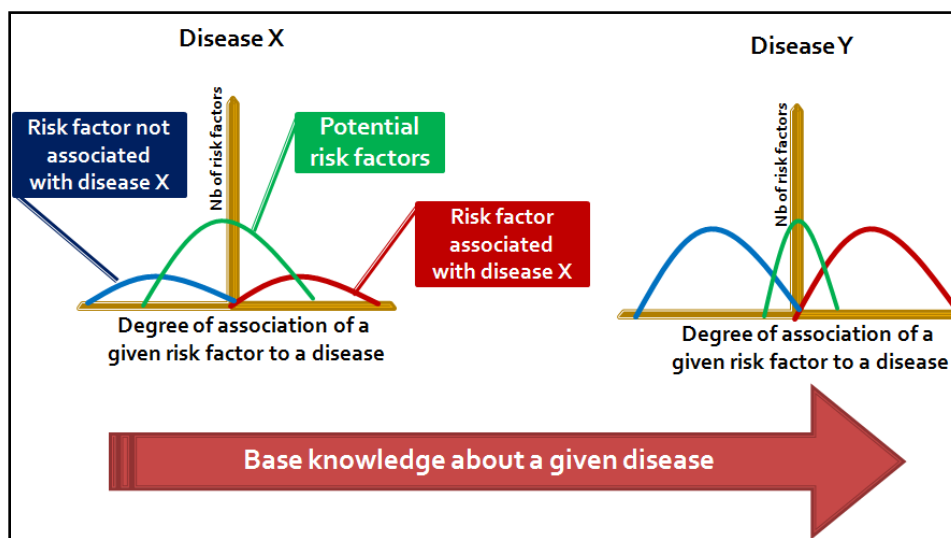 Disease X
Nb of risk factors
Risk factor not
associated
with disease X
Potential
risk factors
Risk factor
associated
with disease X
Degree of association of a
given risk factor to a disease
Disease Y
Nb of risk factors
Degree of association of a
given risk factor to a disease
Base knowledge about a given disease